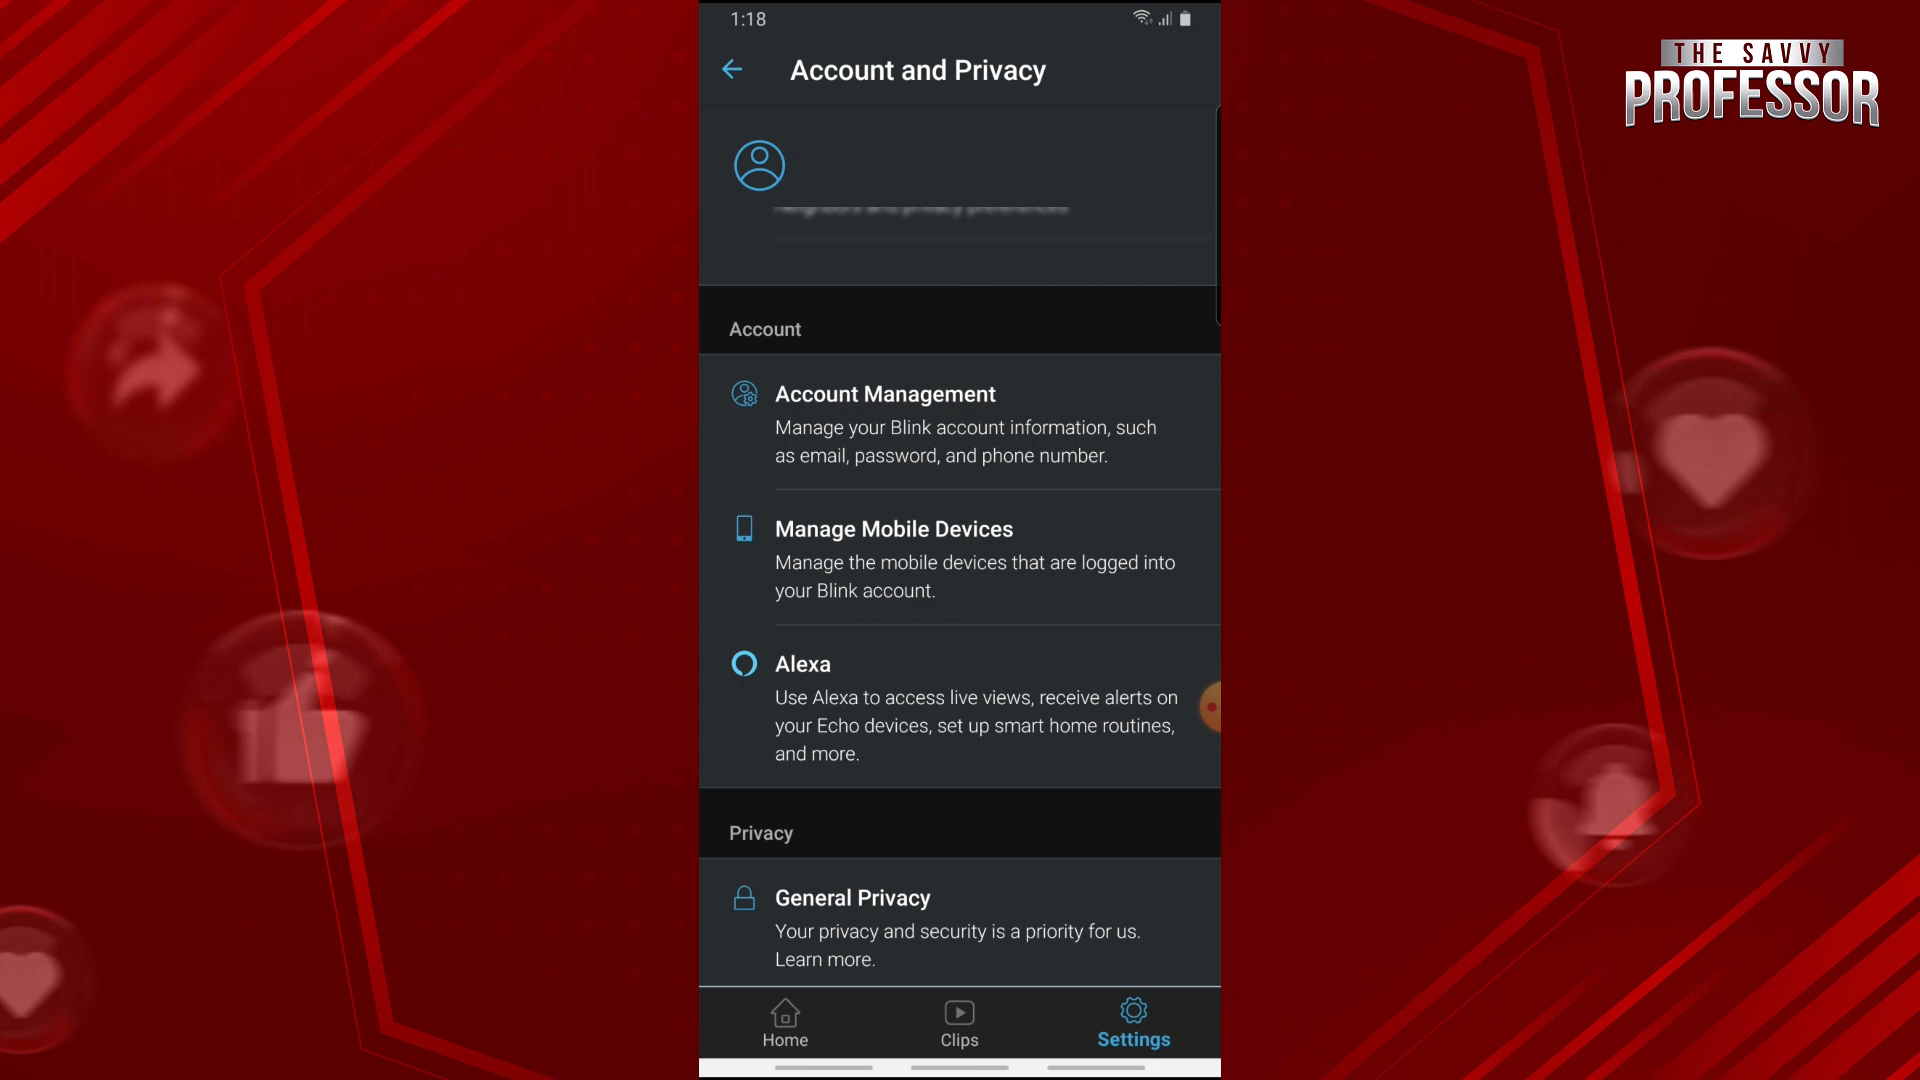 1:18
THE SAVVY
PROFESSOR
Account and Privacy
Account
Account Management
Manage your Blink account information, such
as email, password, and phone number.
Manage Mobile Devices
Manage the mobile devices that are logged into
your Blink account.
Alexa
Use Alexa to access live views, receive alerts on
your Echo devices, set up smart home routines,
and more.
Privacy
General Privacy
Your privacy and security is a priority for us.
Learn more.
Home
Clips
Settings